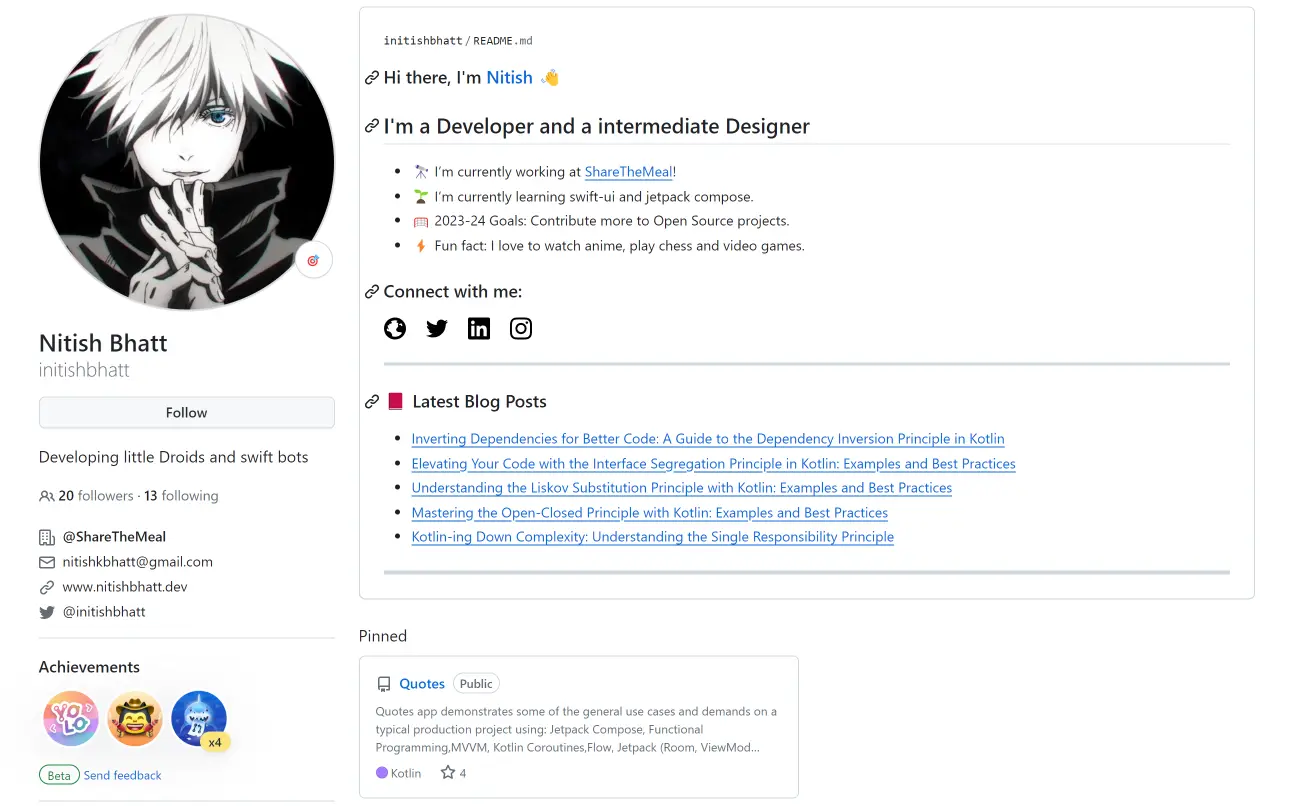 Nitish Bhatt
initishbhatt
Follow
Developing little Droids and swift bots
20 followers · 13 following
@ShareTheMeal
nitishkbhatt@gmail.com
www.nitishbhatt.dev
@initishbhatt
Achievements
YOLO
x4
Beta Send feedback
initishbhatt/README.md
Hi there, I'm Nitish 👋
I'm a Developer and a intermediate Designer
🔭 I’m currently working at ShareTheMeal!
🌱 I’m currently learning swift-ui and jetpack compose.
🥅 2023-24 Goals: Contribute more to Open Source projects.
⚡ Fun fact: I love to watch anime, play chess and video games.
Connect with me:
in
📕 Latest Blog Posts
Inverting Dependencies for Better Code: A Guide to the Dependency Inversion Principle in Kotlin
Elevating Your Code with the Interface Segregation Principle in Kotlin: Examples and Best Practices
Understanding the Liskov Substitution Principle with Kotlin: Examples and Best Practices
Mastering the Open-Closed Principle with Kotlin: Examples and Best Practices
Kotlin-ing Down Complexity: Understanding the Single Responsibility Principle
Pinned
Quotes Public
Quotes app demonstrates some of the general use cases and demands on a
typical production project using: Jetpack Compose, Functional
Programming,MVVM, Kotlin Coroutines,Flow, Jetpack (Room, ViewMod...
Kotlin 4